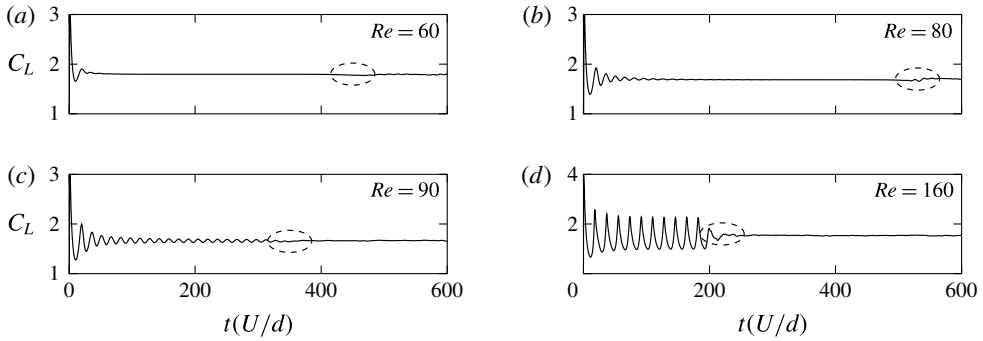 (a) 3 Re = 60
C_L 2
1
(b) 3 Re = 80
2
1
(c) 3 Re = 90
C_L 2
1
0 200 400 600
t(U/d)
(d) 4 Re = 160
2
0 200 400 600
t(U/d)